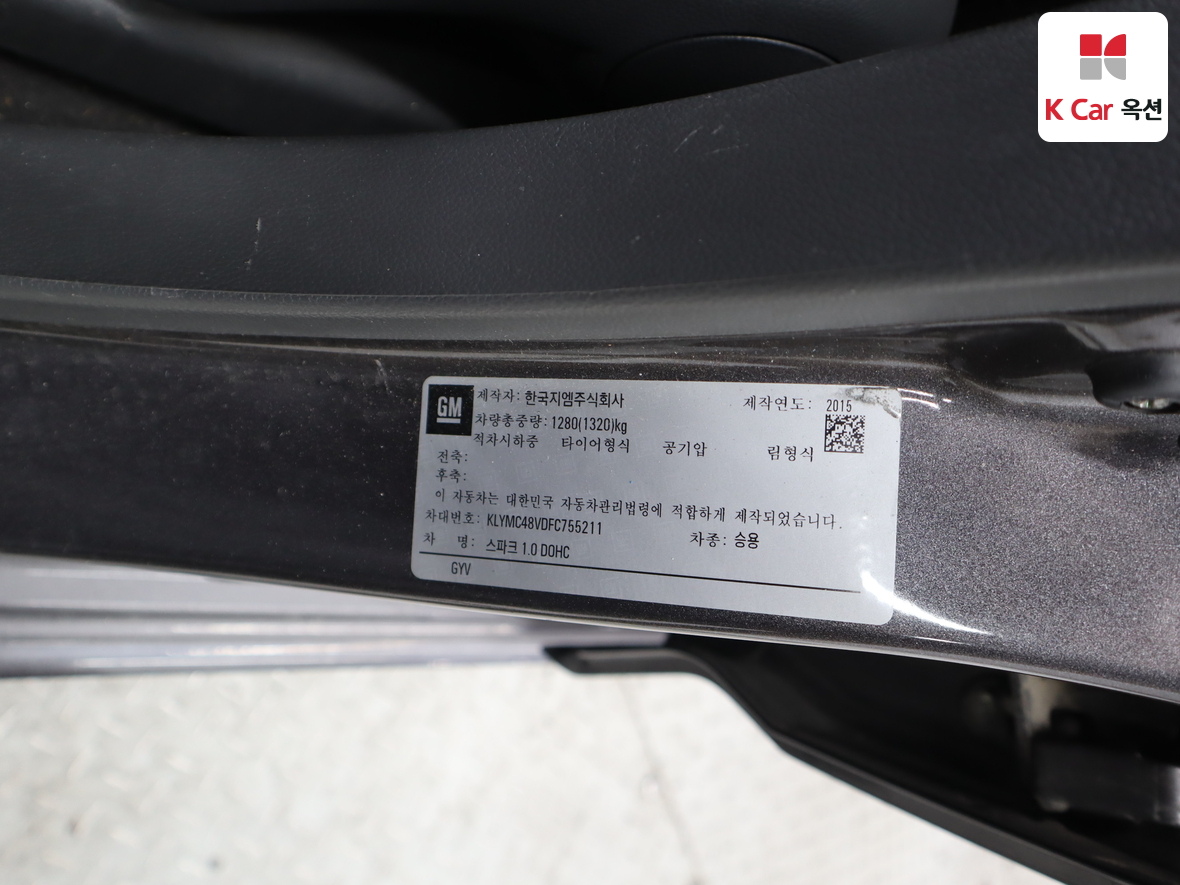 K Car 옥션
GM
제작자: 한국지엠주식회사 제작연도: 2015
차량총중량: 1280(1320)kg
적차시하중 타이어형식 공기압 림형식
전축:
후축:
이 자동차는 대한민국 자동차관리법령에 적합하게 제작되었습니다.
차대번호: KLYMC48VDFC755211 차종: 승용
차 명: 스파크 1.0 DOHC
GYV